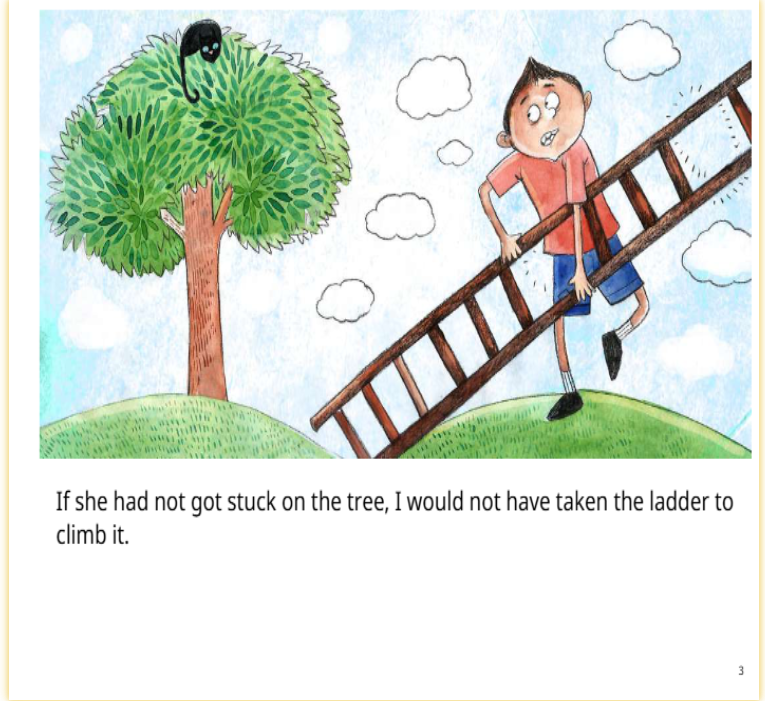 If she had not got stuck on the tree, I would not have taken the ladder to
climb it.
3